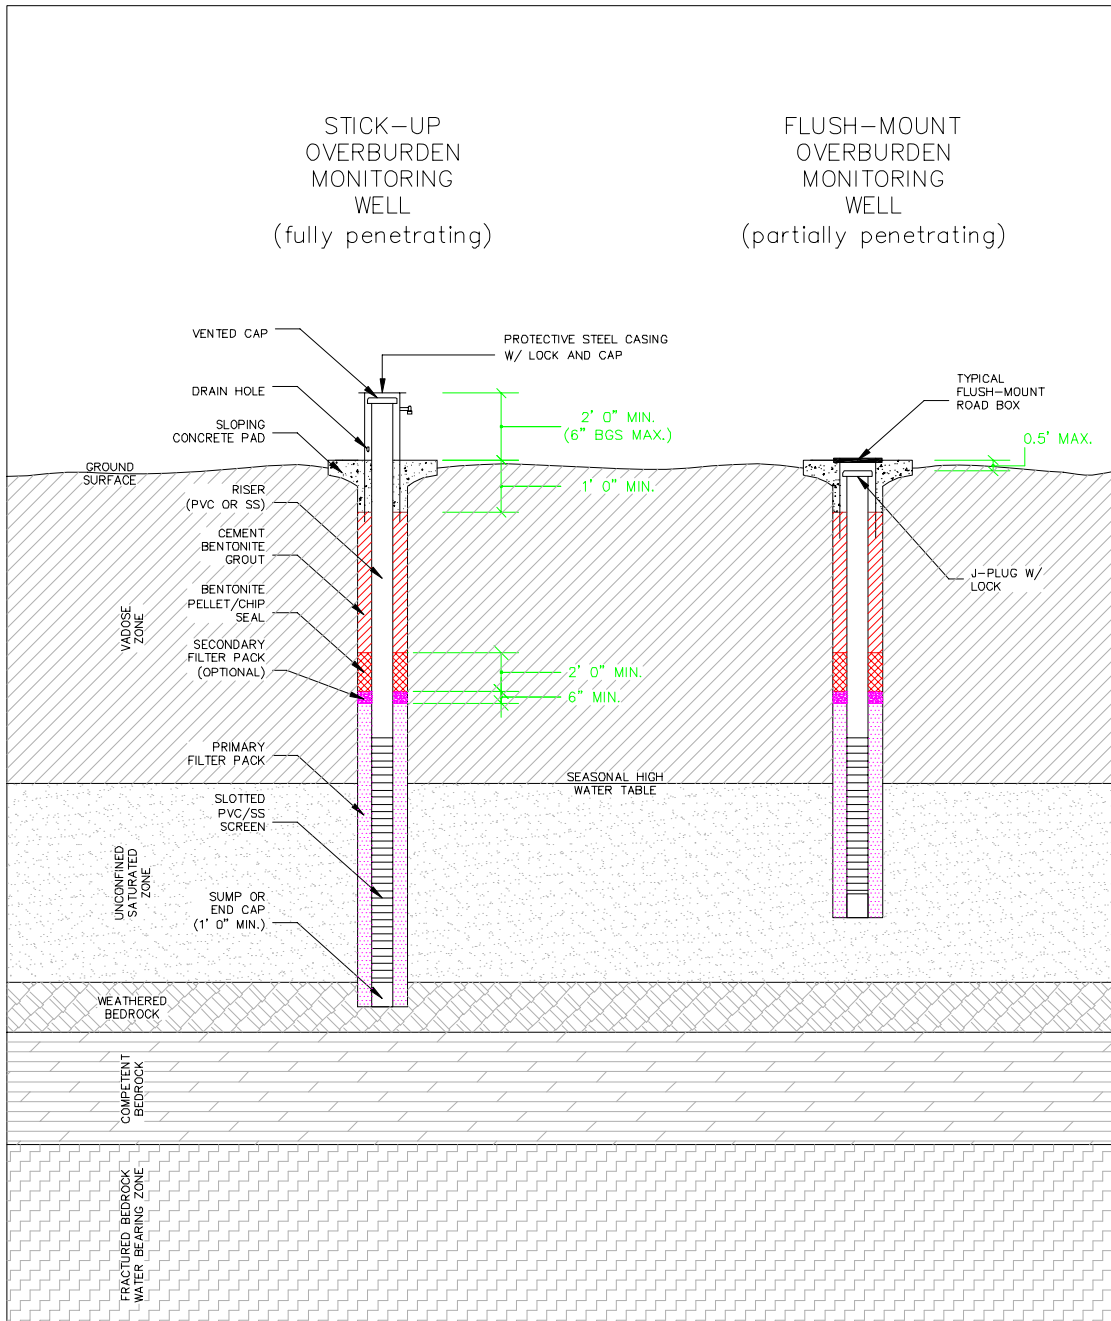 STICK-UP
OVERBURDEN
MONITORING
WELL
(fully penetrating)
FLUSH-MOUNT
OVERBURDEN
MONITORING
WELL
(partially penetrating)
VENTED CAP
PROTECTIVE STEEL CASING
W/ LOCK AND CAP
DRAIN HOLE
SLOPING
CONCRETE PAD
2' 0" MIN.
(6" BGS MAX.)
TYPICAL
FLUSH-MOUNT
ROAD BOX
0.5' MAX.
GROUND
SURFACE
1' 0" MIN.
RISER
(PVC OR SS)
CEMENT
BENTONITE
GROUT
BENTONITE
PELLET/CHIP
SEAL
J-PLUG W/
LOCK
VADOSE
ZONE
SECONDARY
FILTER PACK
(OPTIONAL)
2' 0" MIN.
6" MIN.
PRIMARY
FILTER PACK
SEASONAL HIGH
WATER TABLE
SLOTTED
PVC/SS
SCREEN
UNCONFINED
SATURATED
ZONE
SUMP OR
END CAP
(1' 0" MIN.)
WEATHERED
BEDROCK
COMPETENT
BEDROCK
FRACTURED BEDROCK
WATER BEARING ZONE